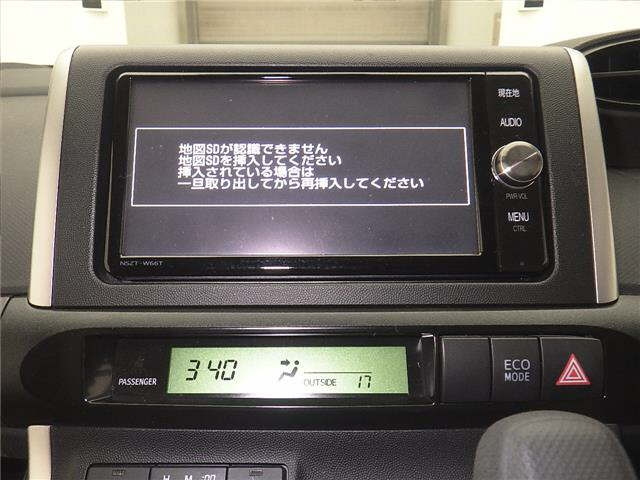 地図SDが認識できません
地図SDを挿入してください
挿入されている場合は
一旦取り出してから再挿入してください
現在地
AUDIO
PWR VOL
MENU
CTRL
NSZT-W66T
PASSENGER
3:40
OUTSIDE 17
ECO
MODE
H M :00